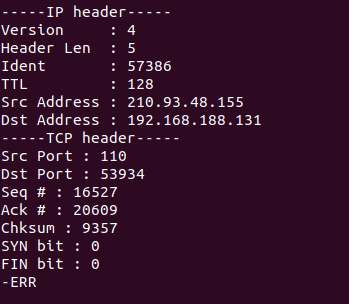 -----IP header-----
Version     : 4
Header Len  : 5
Ident       : 57386
TTL         : 128
Src Address : 210.93.48.155
Dst Address : 192.168.188.131
-----TCP header-----
Src Port : 110
Dst Port : 53934
Seq # : 16527
Ack # : 20609
Chksum : 9357
SYN bit : 0
FIN bit : 0
-ERR